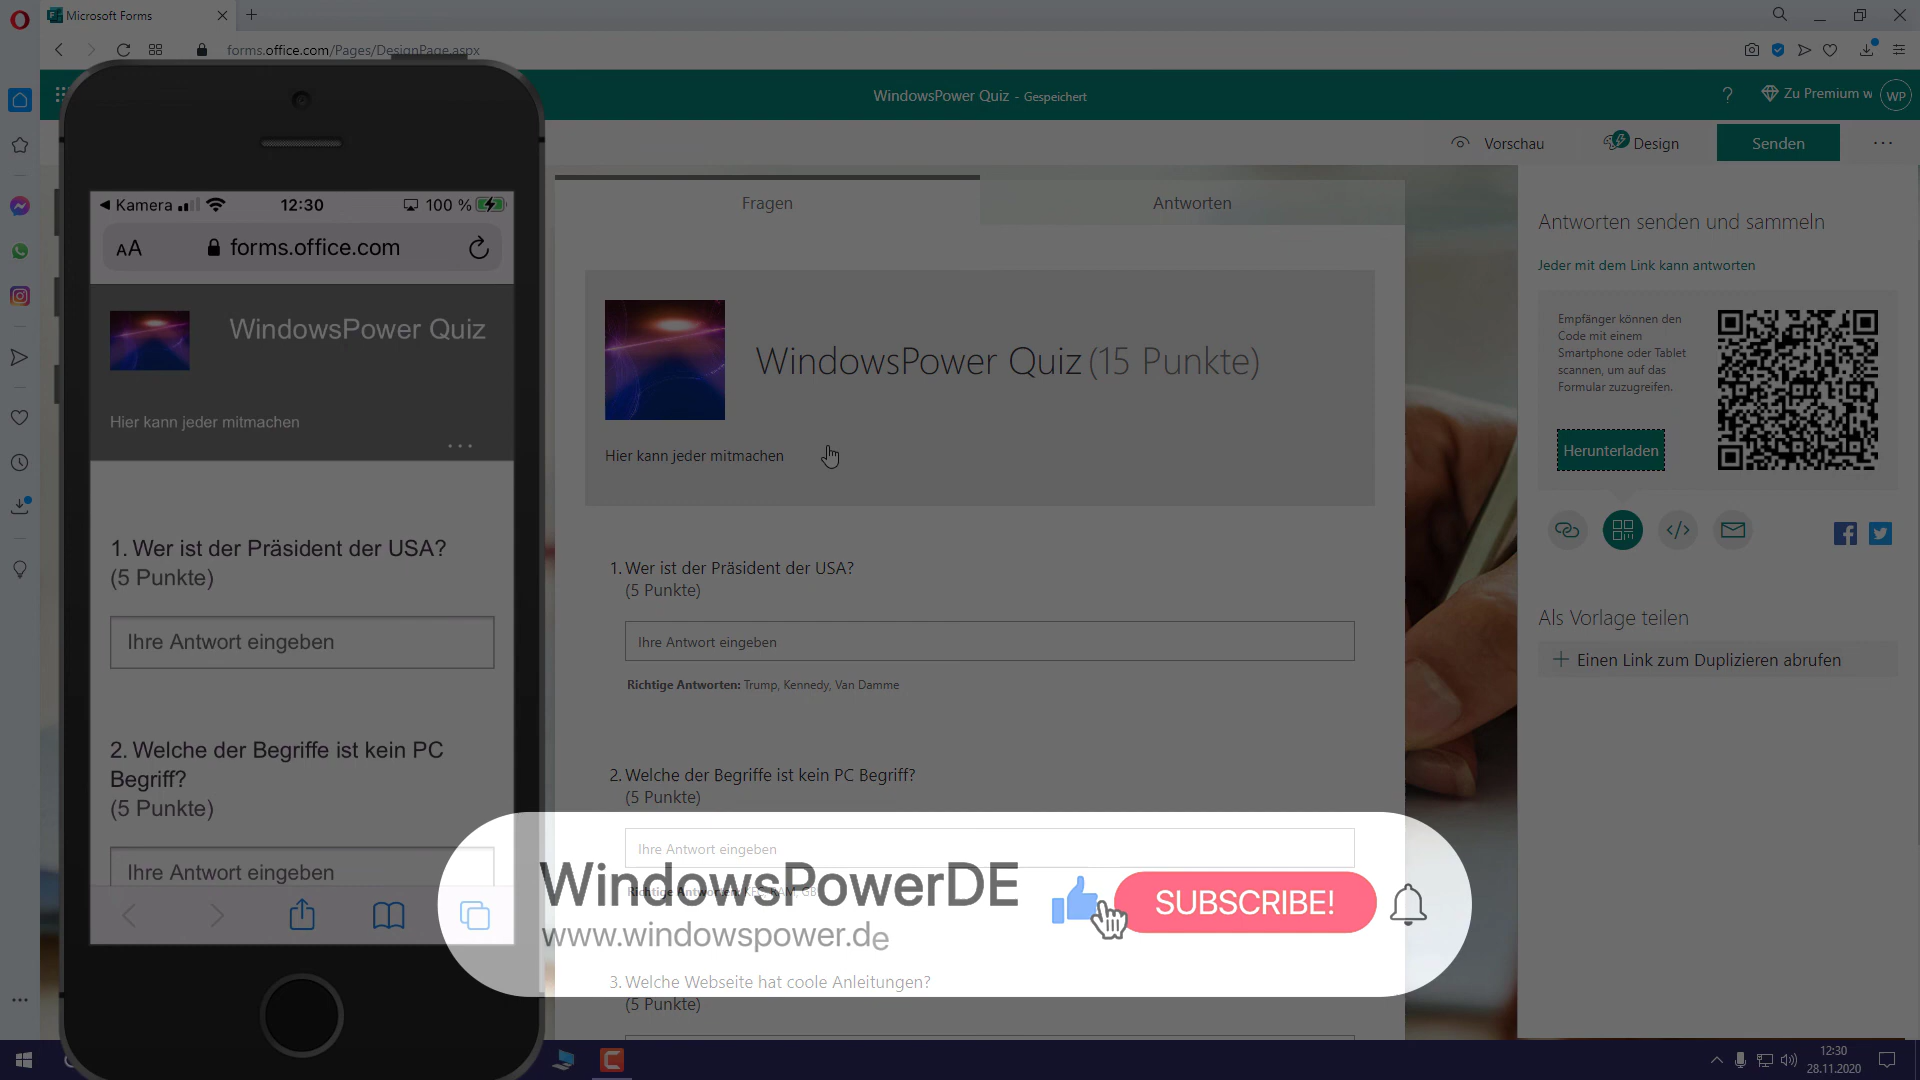 Microsoft Forms
forms.office.com/Pages/DesignPage.aspx
WindowsPower Quiz - Gespeichert
?
Zu Premium w
WP
Vorschau
Design
Senden
Kamera
12:30
100 %
AA
forms.office.com
WindowsPower Quiz
Hier kann jeder mitmachen
1. Wer ist der Präsident der USA?
(5 Punkte)
Ihre Antwort eingeben
2. Welche der Begriffe ist kein PC
Begriff?
(5 Punkte)
Ihre Antwort eingeben
Fragen
Antworten
WindowsPower Quiz (15 Punkte)
Hier kann jeder mitmachen
1. Wer ist der Präsident der USA?
(5 Punkte)
Ihre Antwort eingeben
Richtige Antworten: Trump, Kennedy, Van Damme
2. Welche der Begriffe ist kein PC Begriff?
(5 Punkte)
Ihre Antwort eingeben
Richtige Antworten: KFC, RAM, GB
WindowsPowerDE
www.windowspower.de
SUBSCRIBE!
3. Welche Webseite hat coole Anleitungen?
(5 Punkte)
Antworten senden und sammeln
Jeder mit dem Link kann antworten
Empfänger können den
Code mit einem
Smartphone oder Tablet
scannen, um auf das
Formular zuzugreifen.
Herunterladen
Als Vorlage teilen
Einen Link zum Duplizieren abrufen
12:30
28.11.2020